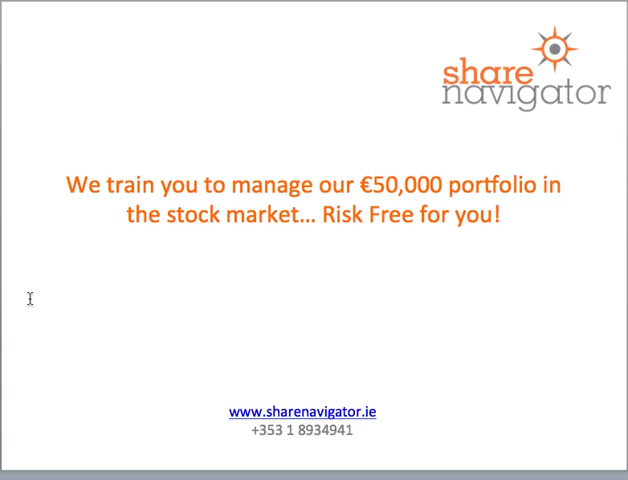 share
navigator
We train you to manage our €50,000 portfolio in
the stock market... Risk Free for you!
www.sharenavigator.ie
+353 1 8934941